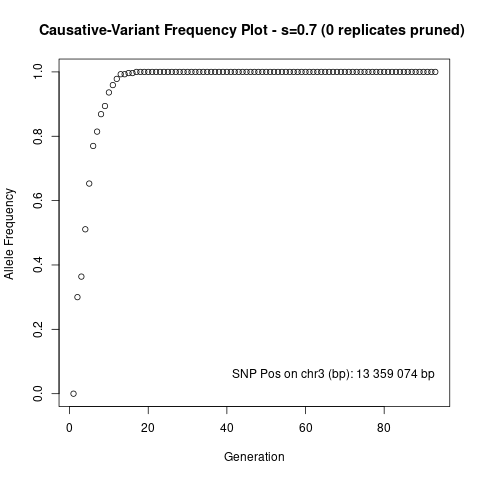 Causative-Variant Frequency Plot - s=0.7 (0 replicates pruned)
1.0
0.8
0.6
0.4
0.2
0.0
Allele Frequency
SNP Pos on chr3 (bp): 13 359 074 bp
0 20 40 60 80
Generation